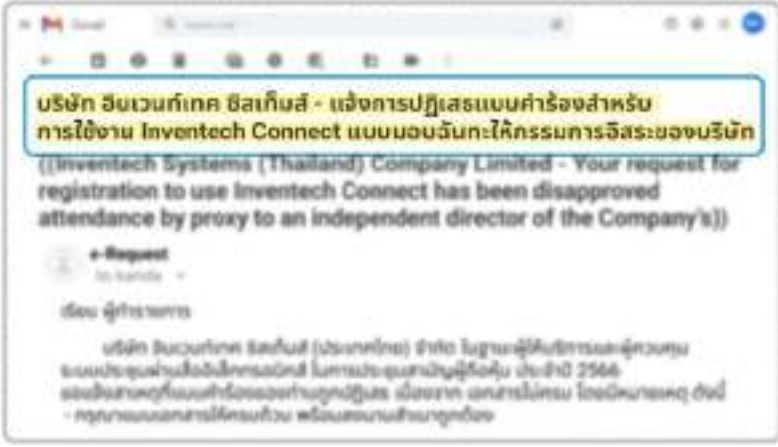 Gmail
บริษัท อินเวนท์เทค ซิสเท็มส์ - แจ้งการปฏิเสธแบบคำร้องสำหรับ
การใช้งาน Inventech Connect แบบมอบฉันทะให้กรรมการอิสระของบริษัท
((Inventech Systems (Thailand) Company Limited - Your request for
registration to use Inventech Connect has been disapproved
attendance by proxy to an independent director of the Company's))
e-Request
เรียน ผู้ทำรายการ
บริษัท อินเวนท์เทค ซิสเท็มส์ (ประเทศไทย) จำกัด ในฐานะผู้ให้บริการและผู้ควบคุม
ระบบประชุมผ่านสื่ออิเล็กทรอนิกส์ ในการประชุมสามัญผู้ถือหุ้น ประจำปี 2566
ขอแจ้งสาเหตุที่แบบคำร้องของท่านถูกปฏิเสธ เนื่องจาก เอกสารไม่ครบ โดยมีหมายเหตุ ดังนี้
- กรุณาแนบเอกสารให้ครบถ้วน พร้อมลงนามสำเนาถูกต้อง